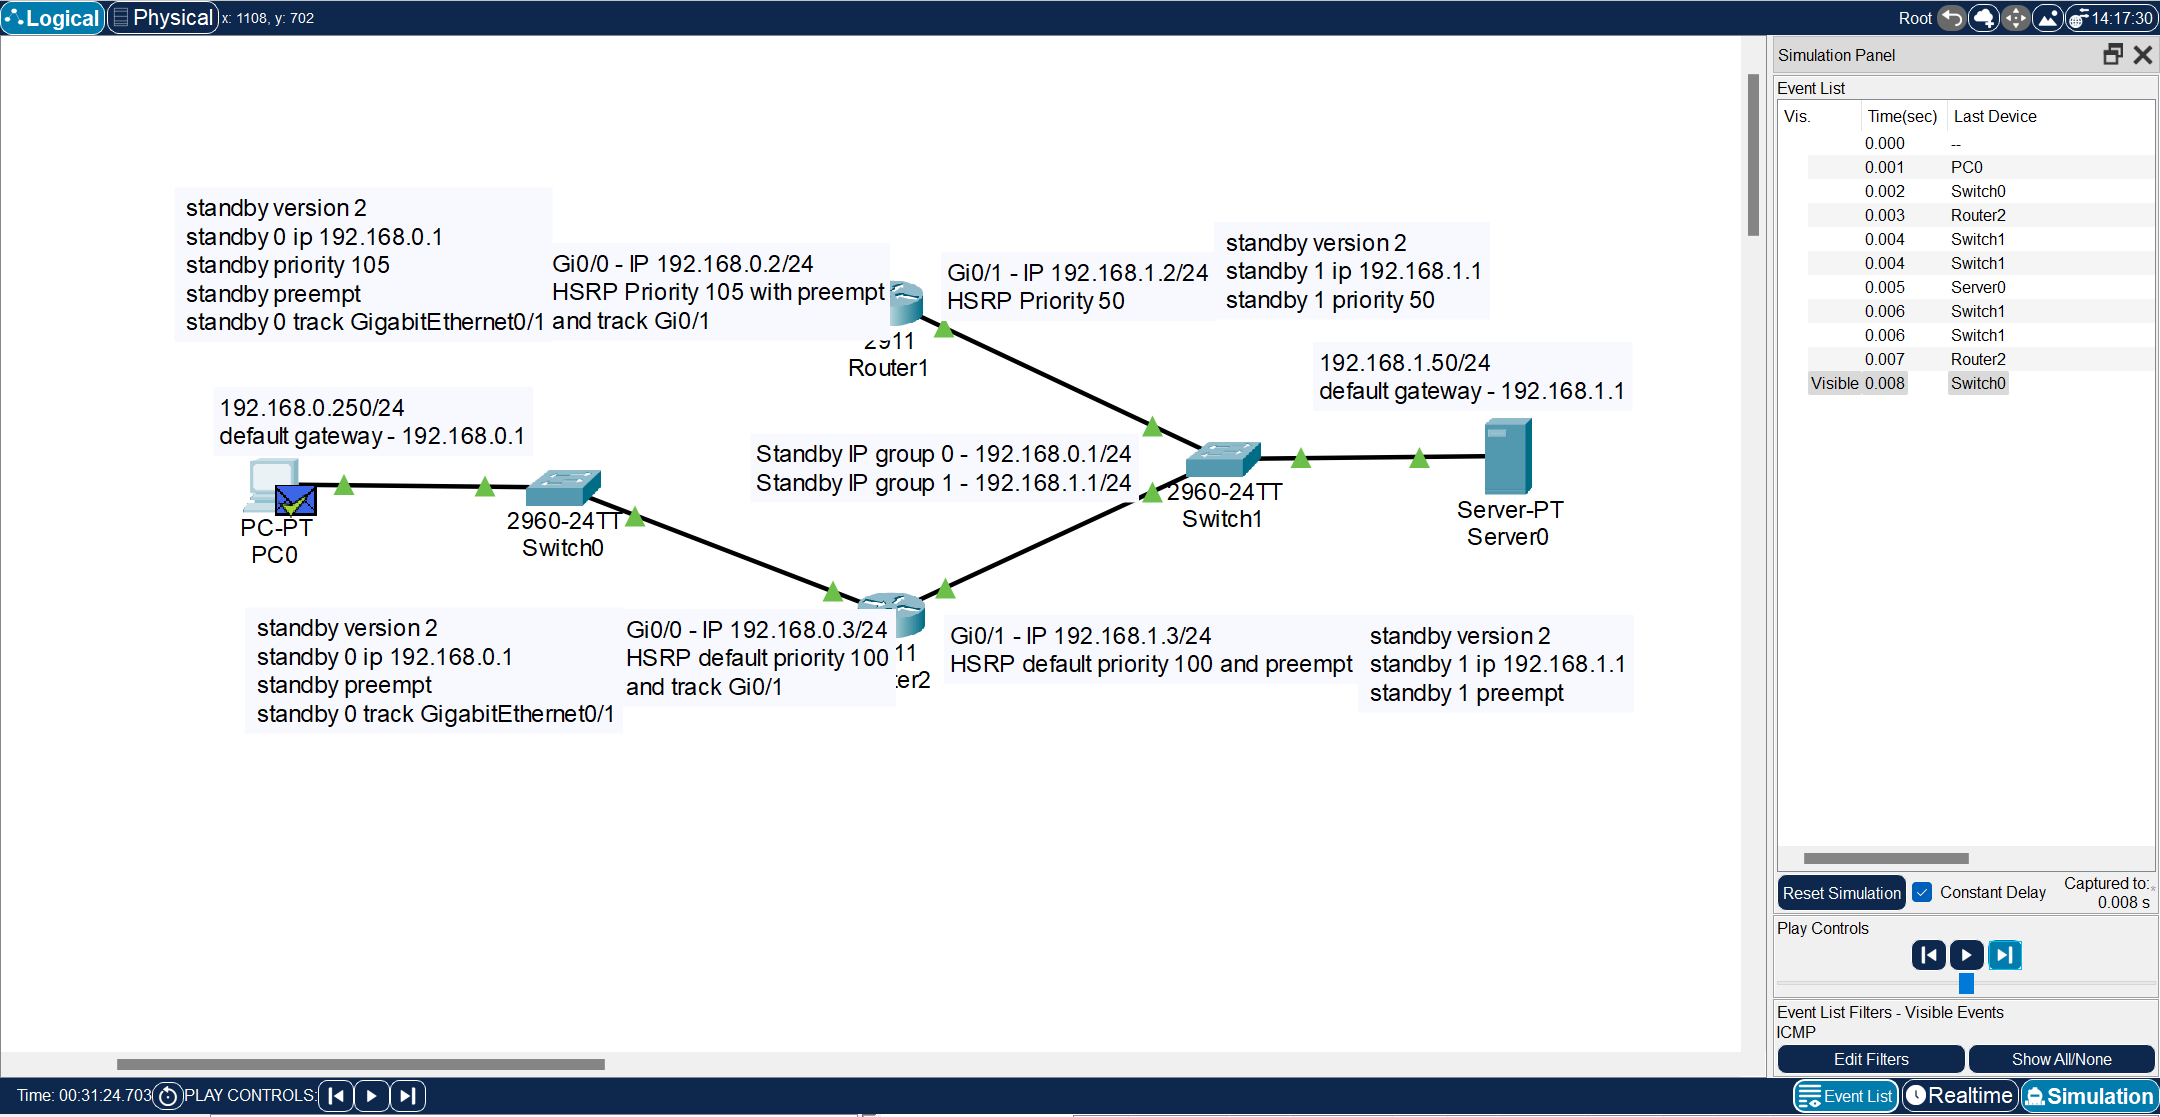 Logical
Physical
x: 1108, y: 702
Root
14:17:30
standby version 2
standby 0 ip 192.168.0.1
standby priority 105
standby preempt
standby 0 track GigabitEthernet0/1
Gi0/0 - IP 192.168.0.2/24
HSRP Priority 105 with preempt
and track Gi0/1
Gi0/1 - IP 192.168.1.2/24
HSRP Priority 50
standby version 2
standby 1 ip 192.168.1.1
standby 1 priority 50
2911
Router1
192.168.1.50/24
default gateway - 192.168.1.1
192.168.0.250/24
default gateway - 192.168.0.1
Standby IP group 0 - 192.168.0.1/24
Standby IP group 1 - 192.168.1.1/24
PC-PT
PC0
2960-24TT
Switch0
2960-24TT
Switch1
Server-PT
Server0
standby version 2
standby 0 ip 192.168.0.1
standby preempt
standby 0 track GigabitEthernet0/1
Gi0/0 - IP 192.168.0.3/24
HSRP default priority 100
and track Gi0/1
11
ter2
Gi0/1 - IP 192.168.1.3/24
HSRP default priority 100 and preempt
standby version 2
standby 1 ip 192.168.1.1
standby 1 preempt
Simulation Panel
Event List
Vis. Time(sec) Last Device
0.000 --
0.001 PC0
0.002 Switch0
0.003 Router2
0.004 Switch1
0.004 Switch1
0.005 Server0
0.006 Switch1
0.006 Switch1
0.007 Router2
Visible 0.008 Switch0
Reset Simulation
Constant Delay
Captured to:
0.008 s
Play Controls
Event List Filters - Visible Events
ICMP
Edit Filters
Show All/None
Time: 00:31:24.703
PLAY CONTROLS:
Event List
Realtime
Simulation